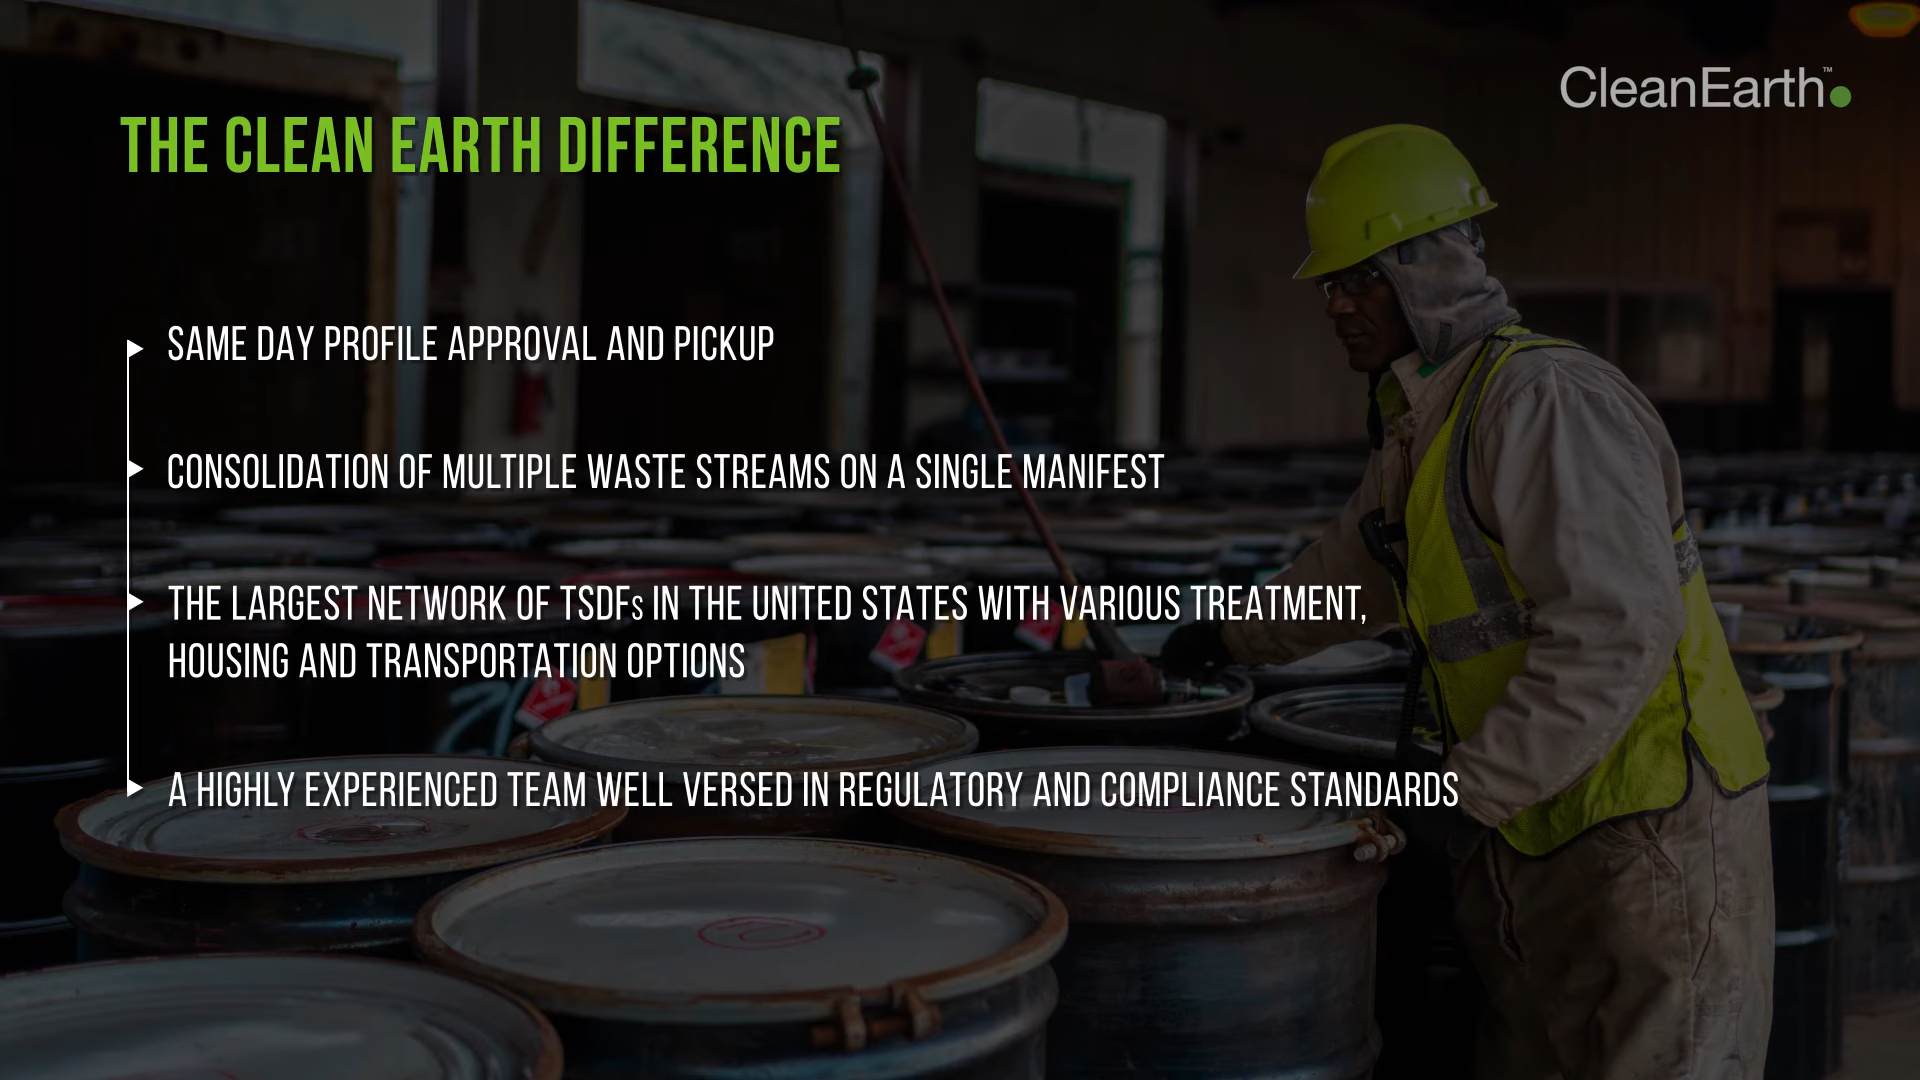 CleanEarth™
THE CLEAN EARTH DIFFERENCE
SAME DAY PROFILE APPROVAL AND PICKUP
CONSOLIDATION OF MULTIPLE WASTE STREAMS ON A SINGLE MANIFEST
THE LARGEST NETWORK OF TSDFs IN THE UNITED STATES WITH VARIOUS TREATMENT,
HOUSING AND TRANSPORTATION OPTIONS
A HIGHLY EXPERIENCED TEAM WELL VERSED IN REGULATORY AND COMPLIANCE STANDARDS